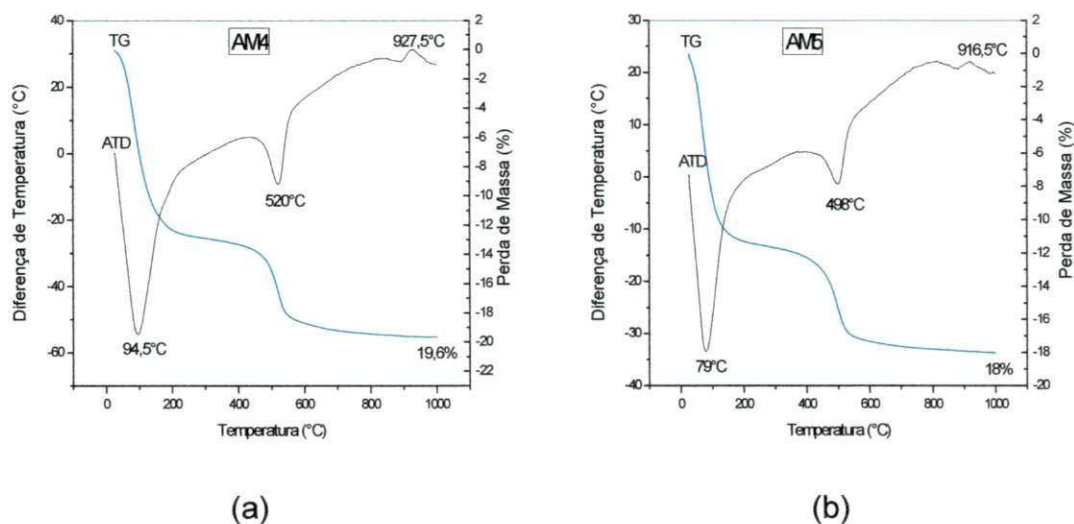 AM4
TG
ATD
927,5°C
520°C
94,5°C
19,6%
40
20
0
-20
-40
-60
Diferença de Temperatura (°C)
2
0
-2
-4
-6
-8
-10
-12
-14
-16
-18
-20
-22
Perda de Massa (%)
0
200
400
600
800
1000
Temperatura (°C)
(a)
AM5
TG
ATD
916,5°C
498°C
79°C
18%
30
20
10
0
-10
-20
-30
-40
Diferença de Temperatura (°C)
2
0
-2
-4
-6
-8
-10
-12
-14
-16
-18
-20
Perda de Massa (%)
0
200
400
600
800
1000
Temperatura (°C)
(b)